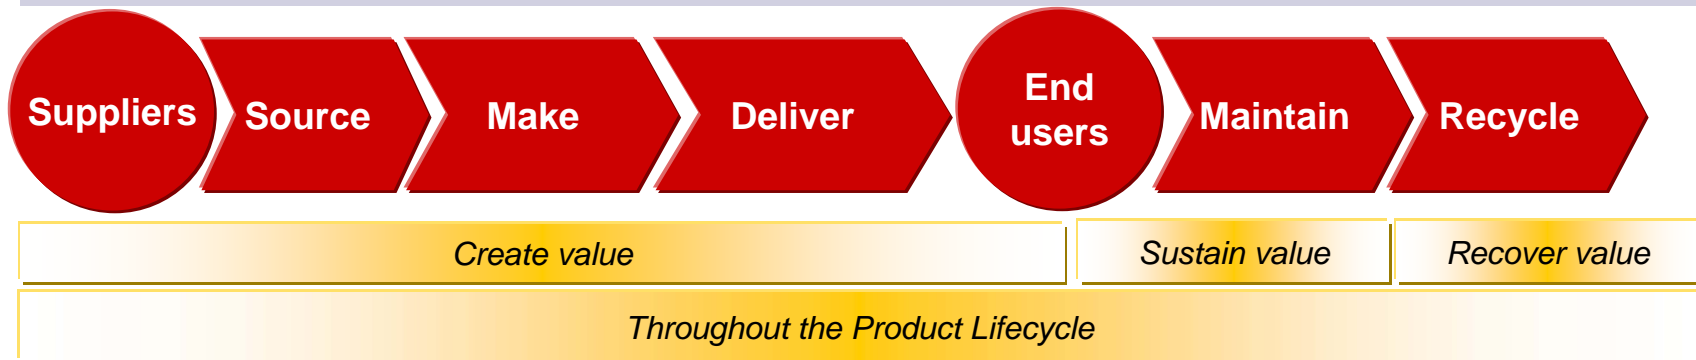 Suppliers
Source
Make
Deliver
End
users
Maintain
Recycle
Create value
Sustain value
Recover value
Throughout the Product Lifecycle